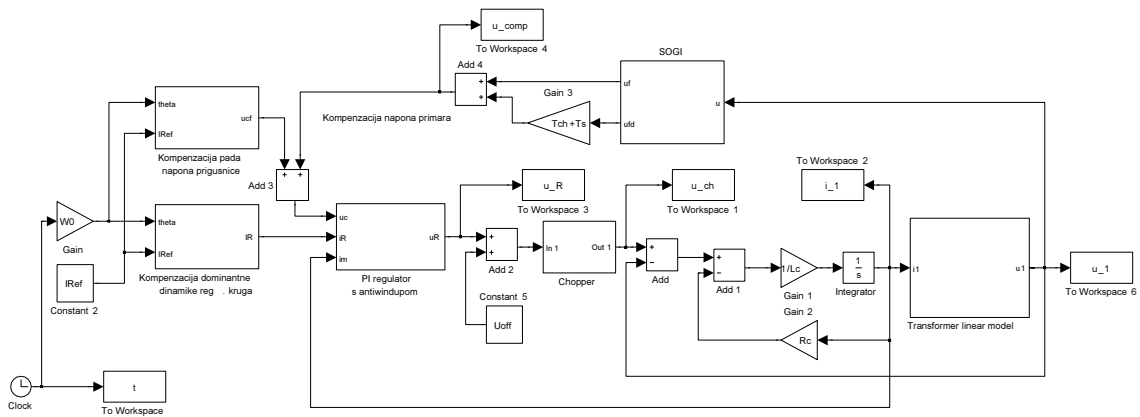 u_comp
To Workspace 4
SOGI
Add 4
uf
Gain 3
u
theta
ucf
IRef
Tch +Ts
ufd
Kompenzacija napona primara
Kompenzacija pada
napona prigusnice
To Workspace 2
Add 3
u_R
u_ch
i_1
To Workspace 3
To Workspace 1
W0
theta
IR
IRef
Gain
uc
iR
im
uR
In 1
Out 1
Add 2
Chopper
Add
Add 1
1/Lc
1
s
i1
u1
u_1
Gain 1
Integrator
To Workspace 6
IRef
Kompenzacija dominantne
dinamike reg . kruga
PI regulator
s antiwindupom
Constant 5
Gain 2
Constant 2
Uoff
Rc
Transformer linear model
Clock
t
To Workspace